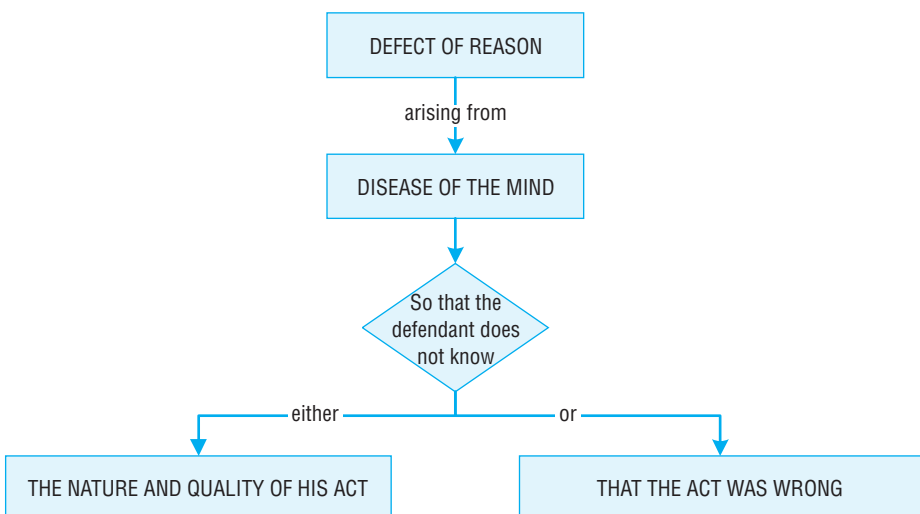 DEFECT OF REASON
arising from
DISEASE OF THE MIND
So that the
defendant does
not know
either
or
THE NATURE AND QUALITY OF HIS ACT
THAT THE ACT WAS WRONG